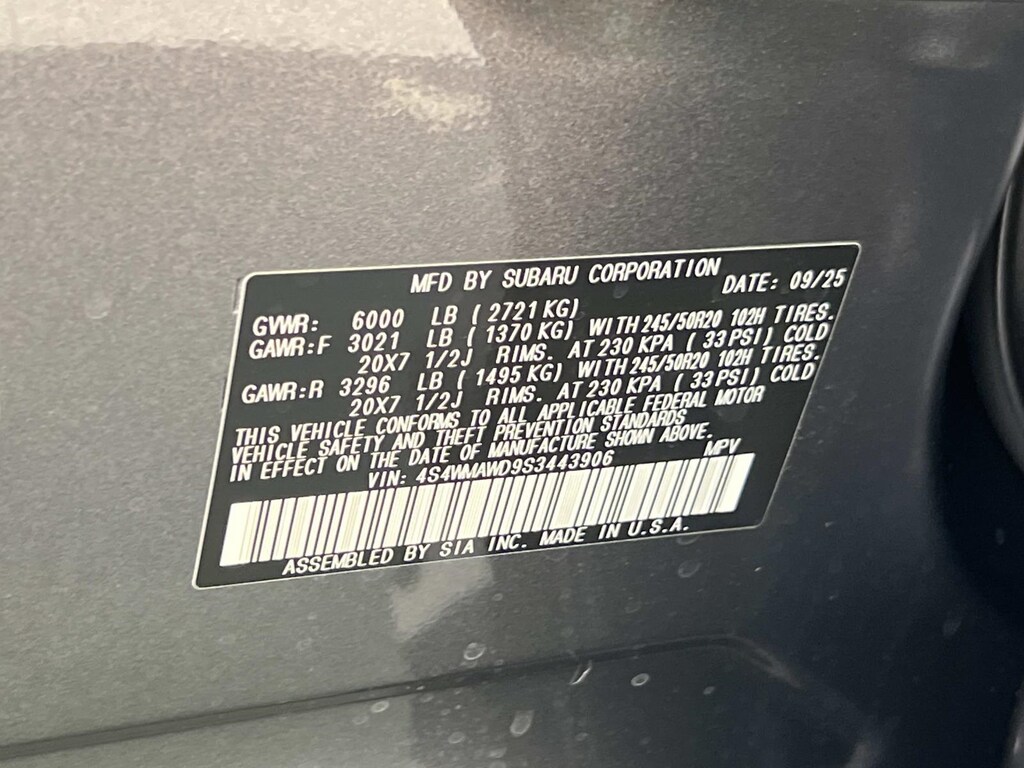 MFD BY SUBARU CORPORATION DATE: 09/25
GVWR: 6000 LB ( 2721 KG)
GAWR:F 3021 LB ( 1370 KG) WITH 245/50R20 102H TIRES.
20X7 1/2J RIMS. AT 230 KPA ( 33 PSI) COLD
GAWR:R 3296 LB ( 1495 KG) WITH 245/50R20 102H TIRES.
20X7 1/2J RIMS. AT 230 KPA ( 33 PSI) COLD
THIS VEHICLE CONFORMS TO ALL APPLICABLE FEDERAL MOTOR
VEHICLE SAFETY AND THEFT PREVENTION STANDARDS
IN EFFECT ON THE DATE OF MANUFACTURE SHOWN ABOVE.
VIN: 4S4WMAWD9S3443906 MPV
ASSEMBLED BY SIA INC. MADE IN U.S.A.